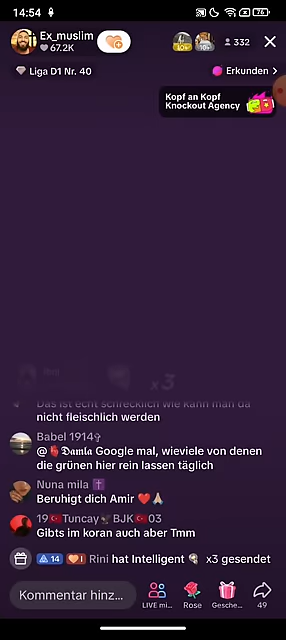 14:54
76
Ex_muslim
67.2K
332
10+
Liga D1 Nr. 40
Erkunden >
Kopf an Kopf
Knockout Agency
x3
Das ist echt schrecklich wie kann man da
nicht fleischlich werden
Babel 1914✞
@🫀𝕯𝖆𝖒𝖑𝖆 Google mal, wieviele von denen
die grünen hier rein lassen täglich
Nuna mila ✝️
Beruhigt dich Amir ❤️🙏🏼
19🇹🇷Tuncay🦅BJK🇹🇷03
Gibts im koran auch aber Tmm
14 1 Rini hat Intelligent x3 gesendet
Kommentar hinz...
LIVE mi... Rose Gesche... 49